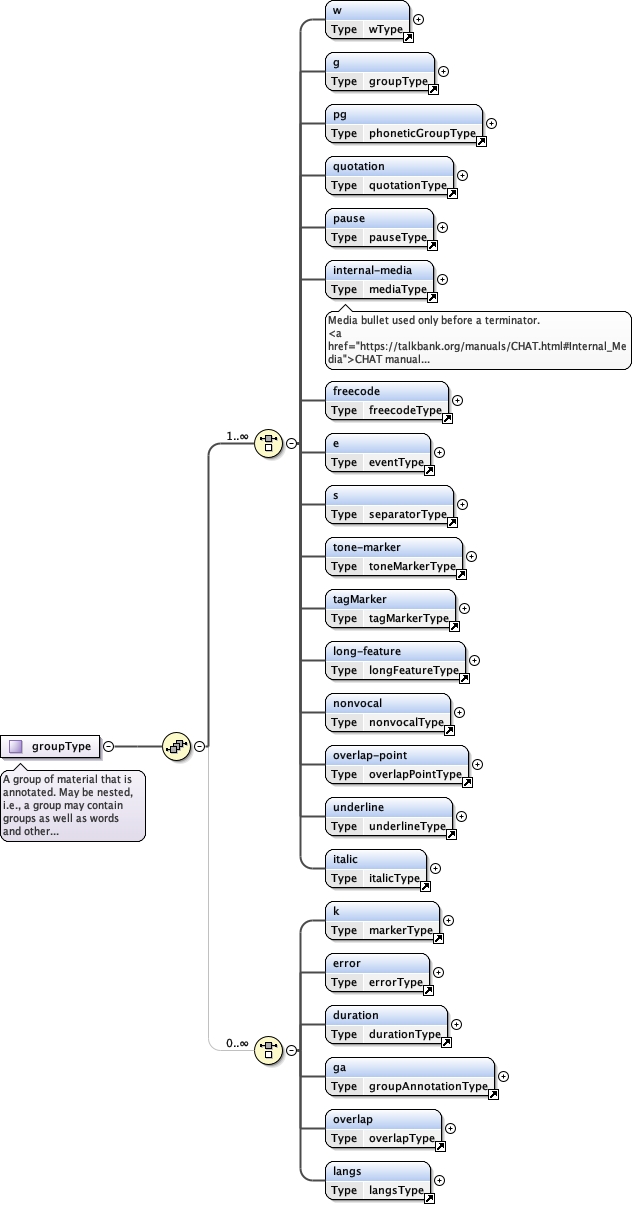 w
Type wType
g
Type groupType
pg
Type phoneticGroupType
quotation
Type quotationType
pause
Type pauseType
internal-media
Type mediaType
Media bullet used only before a terminator.
<a
href="https://talkbank.org/manuals/CHAT.html#Internal_Me
dia">CHAT manual...
freecode
Type freecodeType
1..∞
e
Type eventType
s
Type separatorType
tone-marker
Type toneMarkerType
tagMarker
Type tagMarkerType
long-feature
Type longFeatureType
nonvocal
Type nonvocalType
groupType
A group of material that is
annotated. May be nested,
i.e., a group may contain
groups as well as words
and other...
overlap-point
Type overlapPointType
underline
Type underlineType
italic
Type italicType
k
Type markerType
error
Type errorType
duration
Type durationType
0..∞
ga
Type groupAnnotationType
overlap
Type overlapType
langs
Type langsType